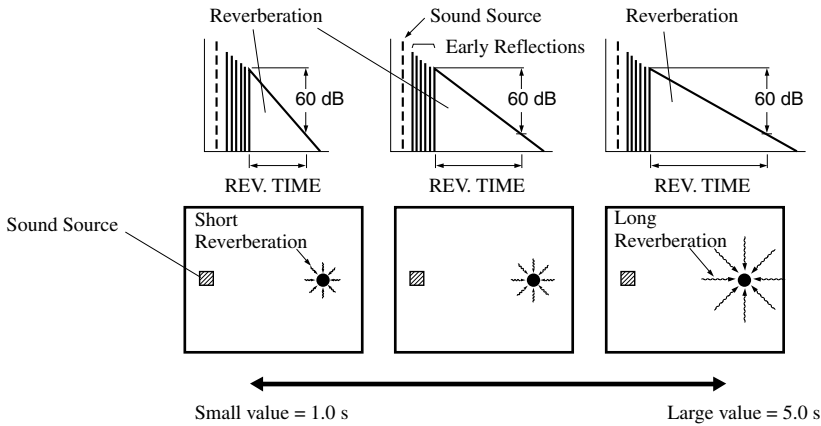 Reverberation
Sound Source
Reverberation
Early Reflections
60 dB
60 dB
60 dB
REV. TIME
REV. TIME
REV. TIME
Sound Source
Short
Reverberation
Long
Reverberation
Small value = 1.0 s
Large value = 5.0 s